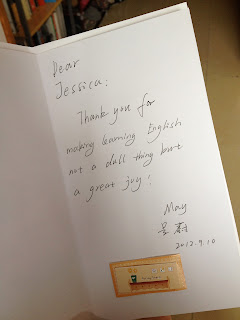 Dear
Jessica:
Thank you for
making learning English
not a dull thing but
a great joy!
May
2012.9.10